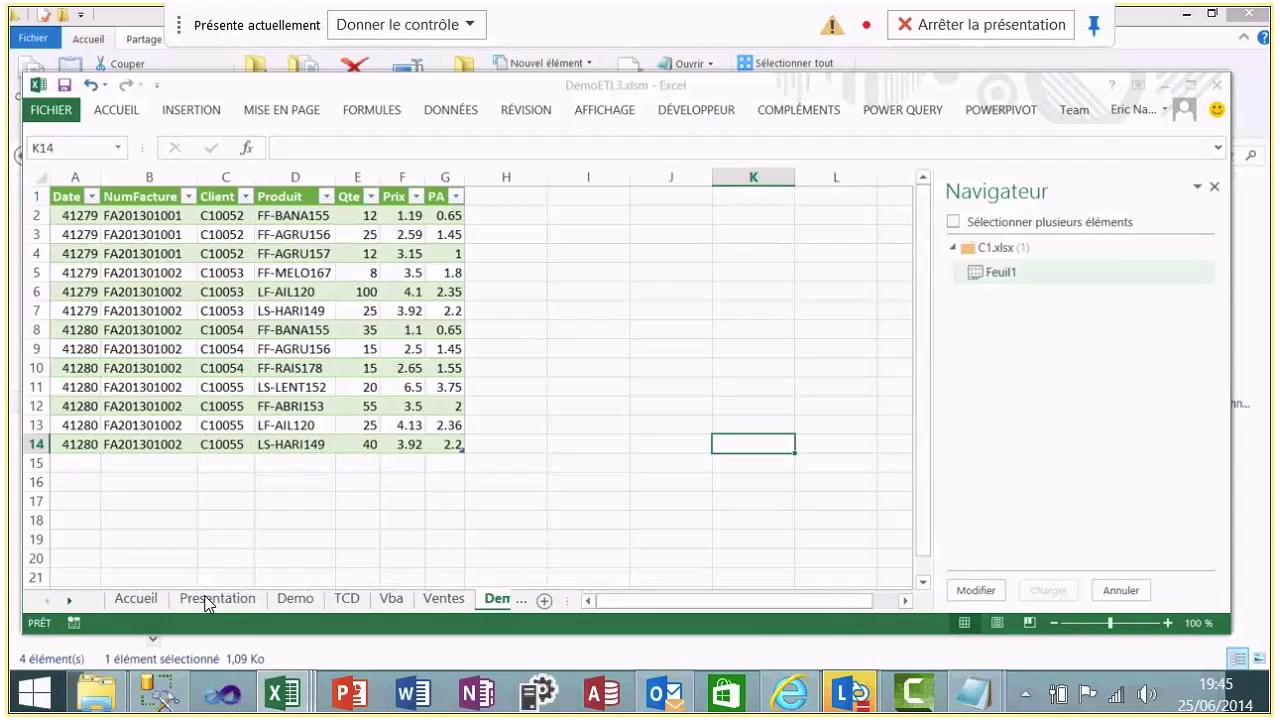 Présente actuellement Donner le contrôle Arrêter la présentation
Fichier Accueil Partage
Couper Nouvel élément Ouvrir Sélectionner tout
DemoETL3.xlsm - Excel
FICHIER ACCUEIL INSERTION MISE EN PAGE FORMULES DONNÉES RÉVISION AFFICHAGE DÉVELOPPEUR COMPLÉMENTS POWER QUERY POWERPIVOT Team Eric Na...
K14 fx
A B C D E F G H I J K L
1 Date NumFacture Client Produit Qte Prix PA
2 41279 FA201301001 C10052 FF-BANA155 12 1.19 0.65
3 41279 FA201301001 C10052 FF-AGRU156 25 2.59 1.45
4 41279 FA201301001 C10052 FF-AGRU157 12 3.15 1
5 41279 FA201301002 C10053 FF-MELO167 8 3.5 1.8
6 41279 FA201301002 C10053 LF-AIL120 100 4.1 2.35
7 41279 FA201301002 C10053 LS-HARI149 25 3.92 2.2
8 41280 FA201301002 C10054 FF-BANA155 35 1.1 0.65
9 41280 FA201301002 C10054 FF-AGRU156 15 2.5 1.45
10 41280 FA201301002 C10054 FF-RAIS178 15 2.65 1.55
11 41280 FA201301002 C10055 LS-LENT152 20 6.5 3.75
12 41280 FA201301002 C10055 FF-ABRI153 55 3.5 2
13 41280 FA201301002 C10055 LF-AIL120 25 4.13 2.36
14 41280 FA201301002 C10055 LS-HARI149 40 3.92 2.2
15
16
17
18
19
20
21
Navigateur
Sélectionner plusieurs éléments
C1.xlsx (1)
Feuil1
Modifier Charger Annuler
nn...
Accueil Presentation Demo TCD Vba Ventes Dem ...
PRÊT 100 %
4 élément(s) 1 élément sélectionné 1,09 Ko
19:45
25/06/2014